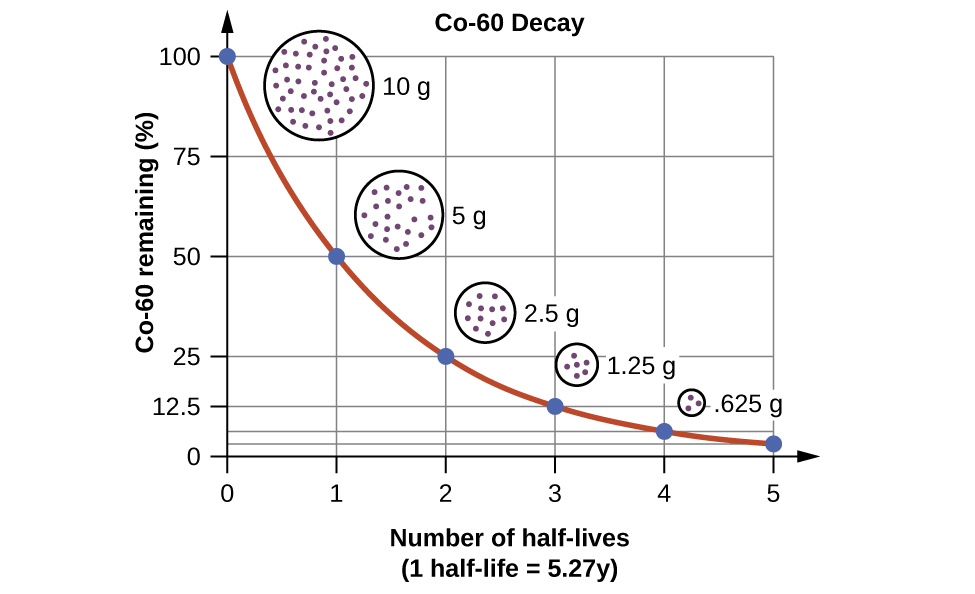 Co-60 Decay
Co-60 remaining (%)
100
75
50
25
12.5
0
10 g
5 g
2.5 g
1.25 g
.625 g
0 1 2 3 4 5
Number of half-lives
(1 half-life = 5.27y)